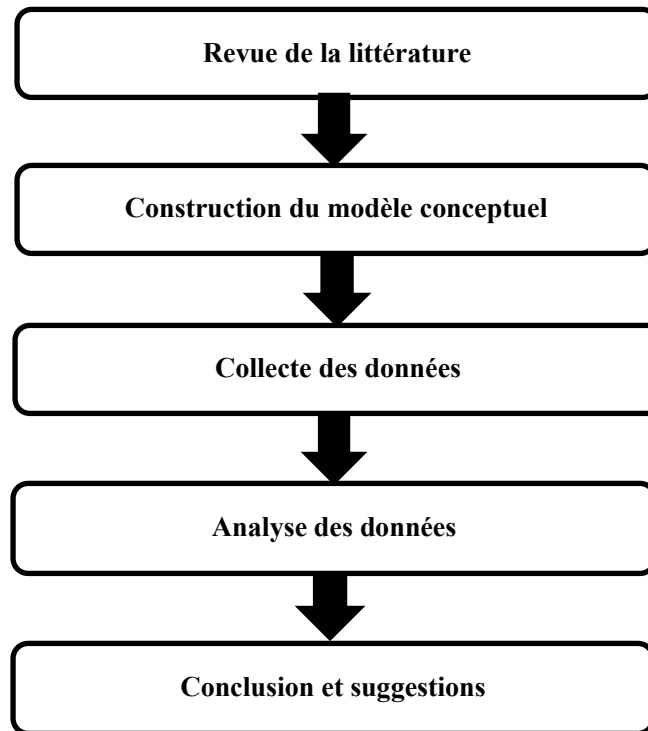 Revue de la littérature
Construction du modèle conceptuel
Collecte des données
Analyse des données
Conclusion et suggestions